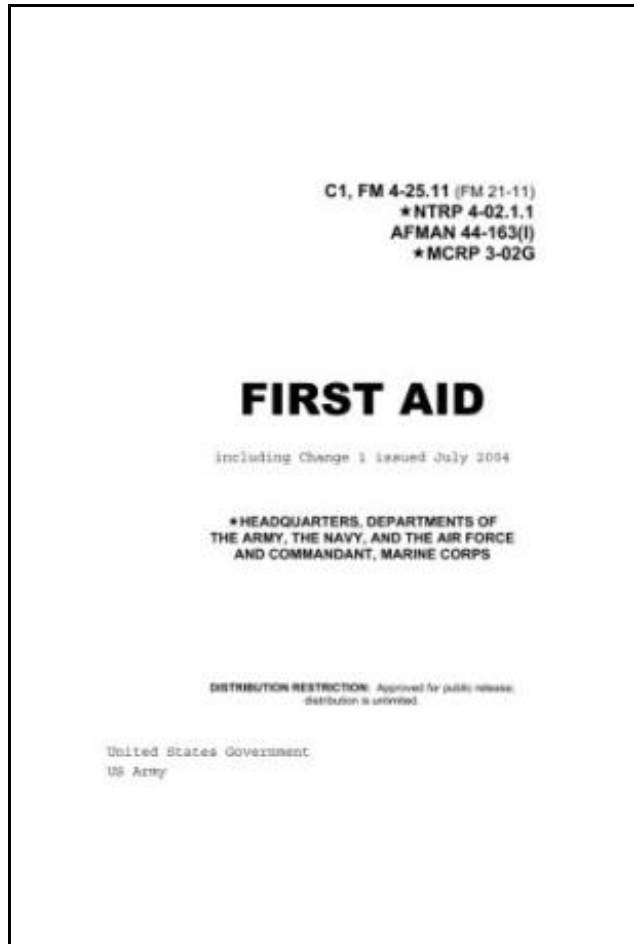 C1, FM 4-25.11 (FM 21-11)
★NTRP 4-02.1.1
AFMAN 44-163(I)
★MCRP 3-02G
FIRST AID
including Change 1 issued July 2004
★HEADQUARTERS, DEPARTMENTS OF
THE ARMY, THE NAVY, AND THE AIR FORCE
AND COMMANDANT, MARINE CORPS
DISTRIBUTION RESTRICTION: Approved for public release;
distribution is unlimited.
United States Government
US Army